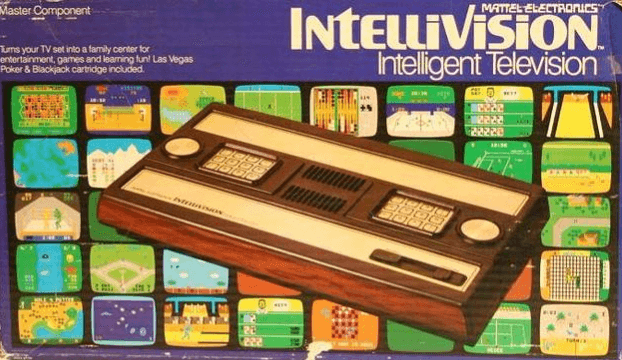 Master Component
MATTEL ELECTRONICS
INTELLIVISION™
Intelligent Television
Turns your TV set into a family center for
entertainment, games and learning fun! Las Vegas
Poker & Blackjack cartridge included.
INTELLIVISION